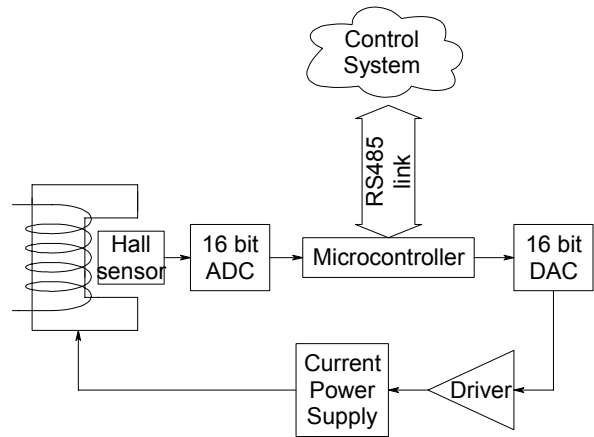 Control
System
RS485
link
Hall
sensor
16 bit
ADC
Microcontroller
16 bit
DAC
Current
Power
Supply
Driver